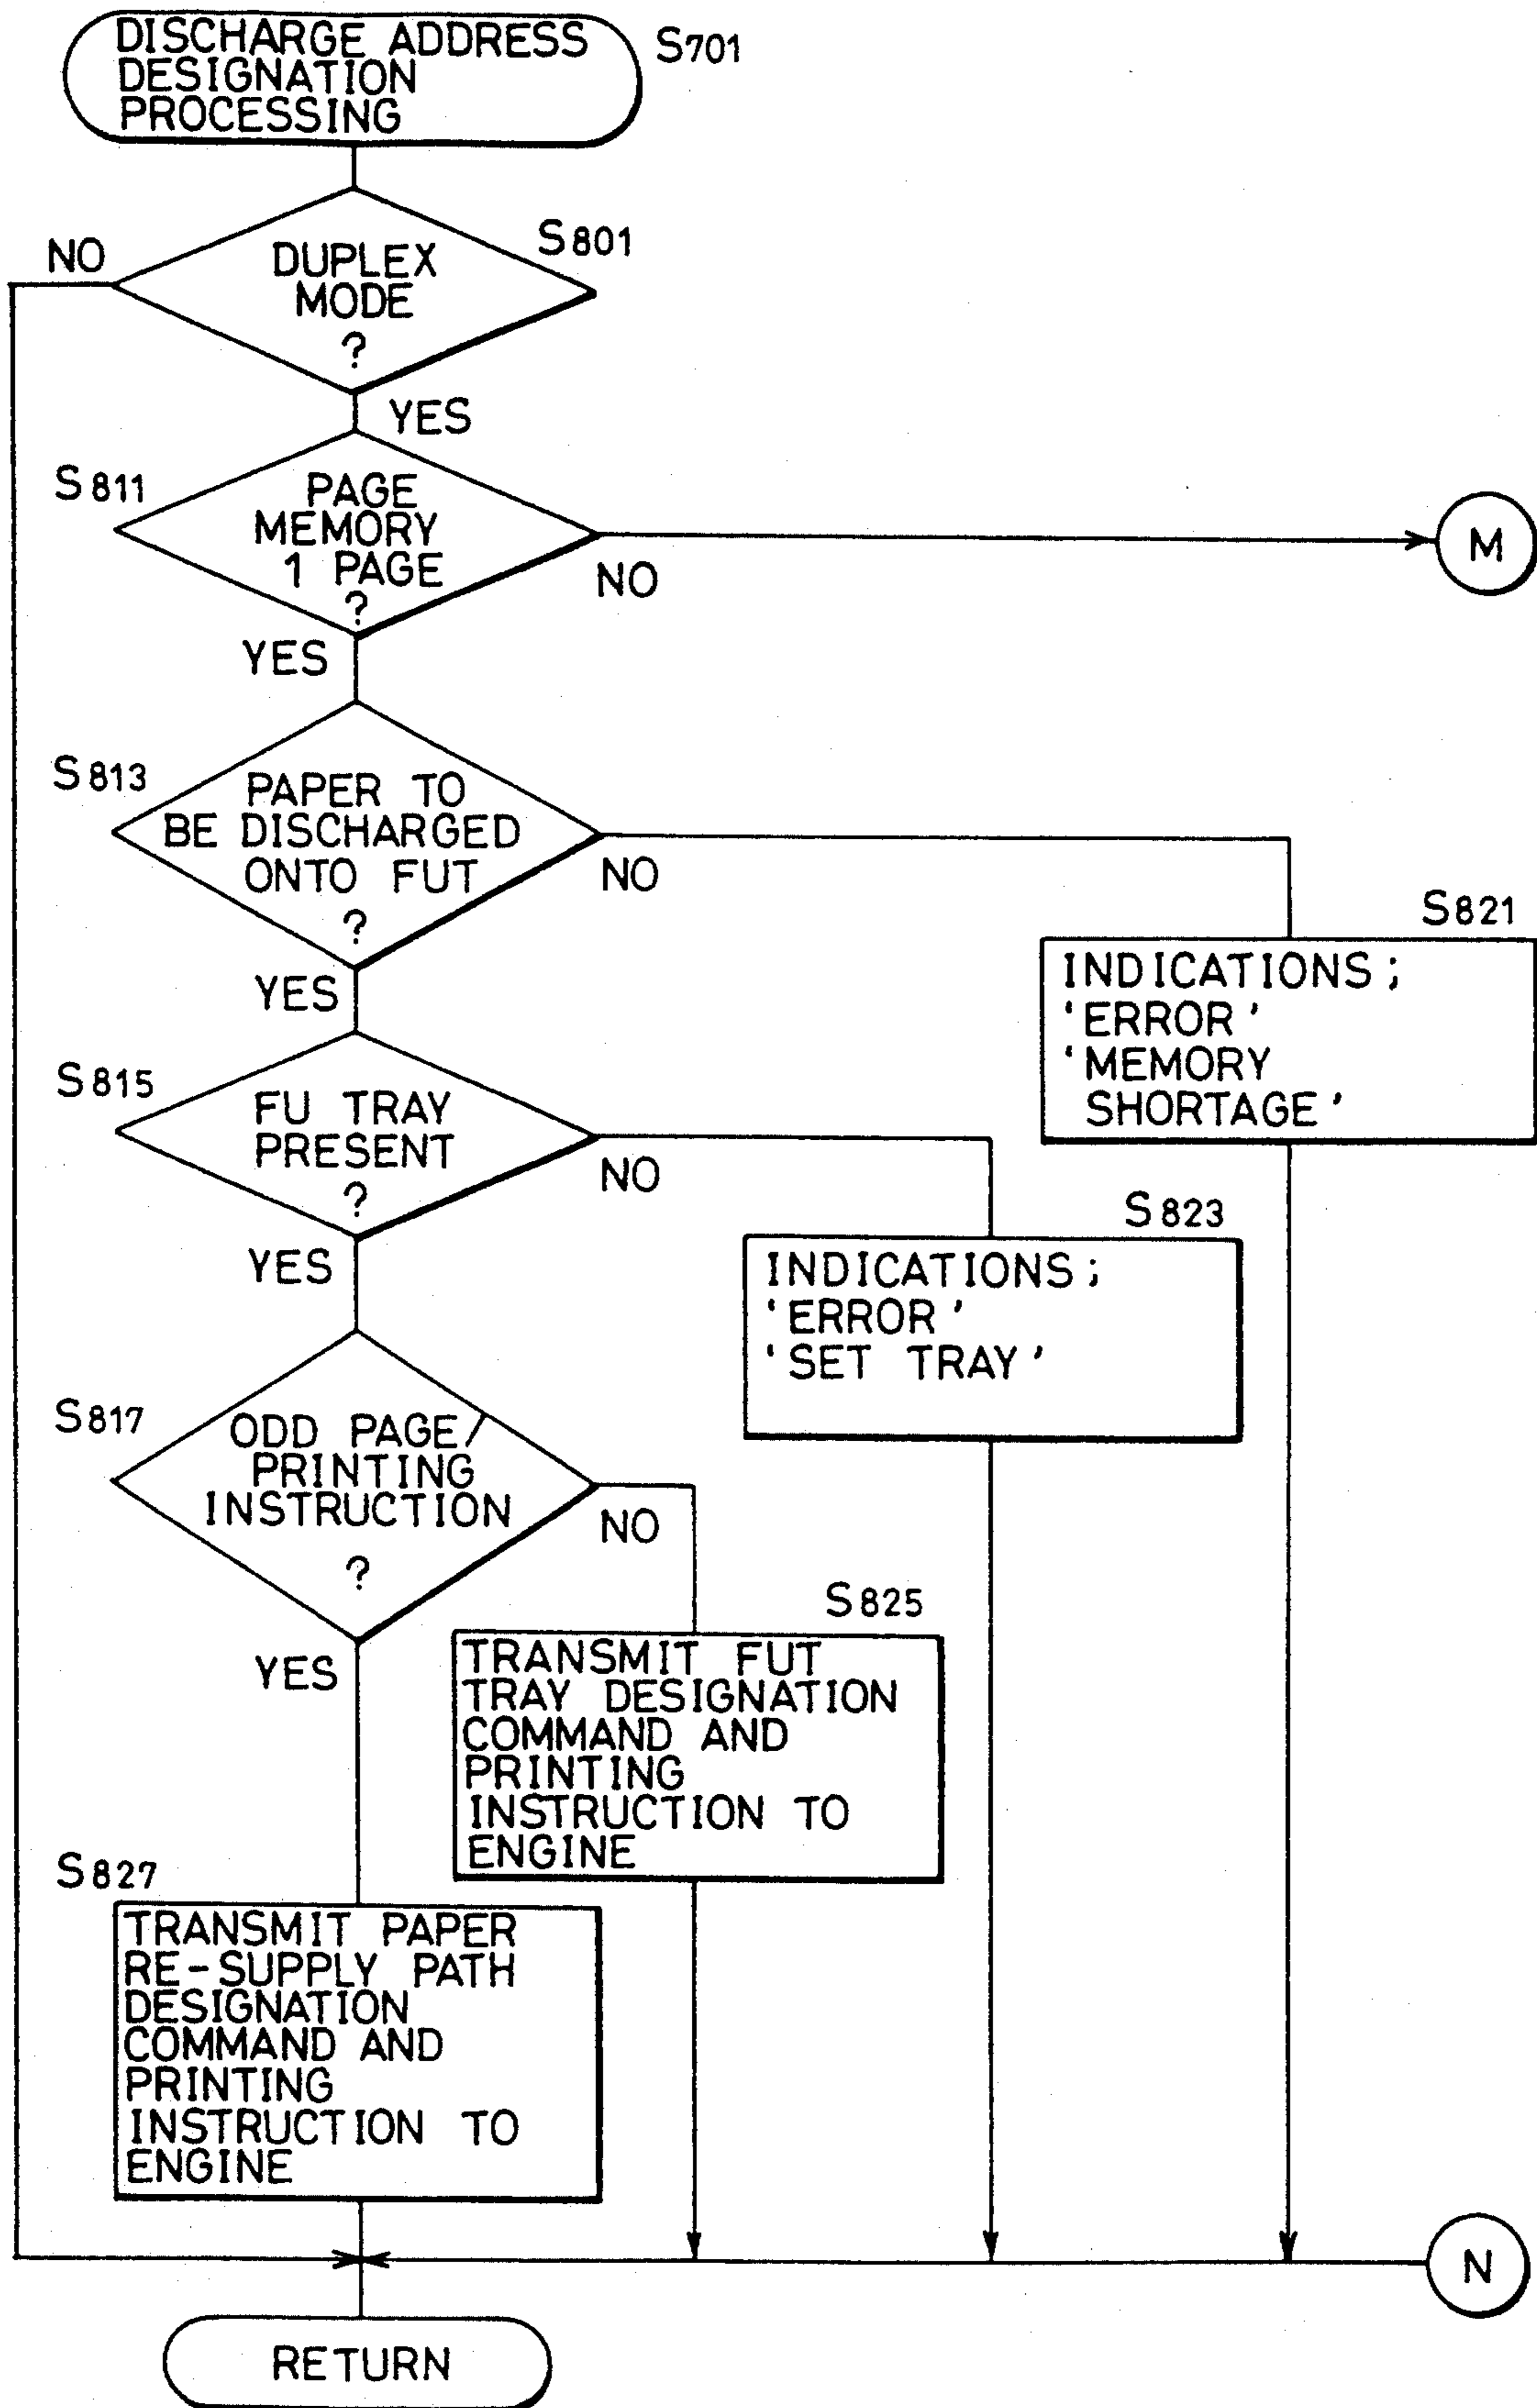 DISCHARGE ADDRESS
DESIGNATION
PROCESSING
S701
S801
NO
DUPLEX
MODE
?
YES
S811
PAGE
MEMORY
1 PAGE
?
NO
M
YES
S813
PAPER TO
BE DISCHARGED
ONTO FUT
?
NO
YES
S821
INDICATIONS;
'ERROR'
'MEMORY
SHORTAGE'
S815
FU TRAY
PRESENT
?
NO
YES
S823
INDICATIONS;
'ERROR'
'SET TRAY'
S817
ODD PAGE/
PRINTING
INSTRUCTION
?
NO
YES
S825
TRANSMIT FUT
TRAY DESIGNATION
COMMAND AND
PRINTING
INSTRUCTION TO
ENGINE
S827
TRANSMIT PAPER
RE-SUPPLY PATH
DESIGNATION
COMMAND AND
PRINTING
INSTRUCTION TO
ENGINE
N
RETURN